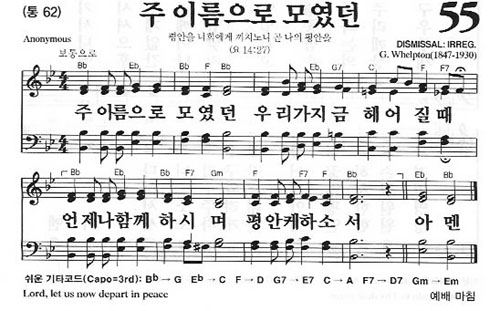 (통 62)
주 이름으로 모였던
55
Anonymous
평안을 너희에게 끼치노니 곧 나의 평안을
(요 14:27)
DISMISSAL: IRREG.
G. Whelpton(1847-1930)
보통으로
Bb Eb Bb F Bb Eb/G G7 C F7
주 이름으로 모였던 우리가지금 헤어 질때
Bb F F7 Gm F Bb F F7 Bb Eb Bb
언제나함께 하시 며 평안케하소 서 아멘
쉬운 기타코드(Capo=3rd): Bb → G Eb → C F → D G7 → E7 C → A F7 → D7 Gm → Em
Lord, let us now depart in peace
예배 마침